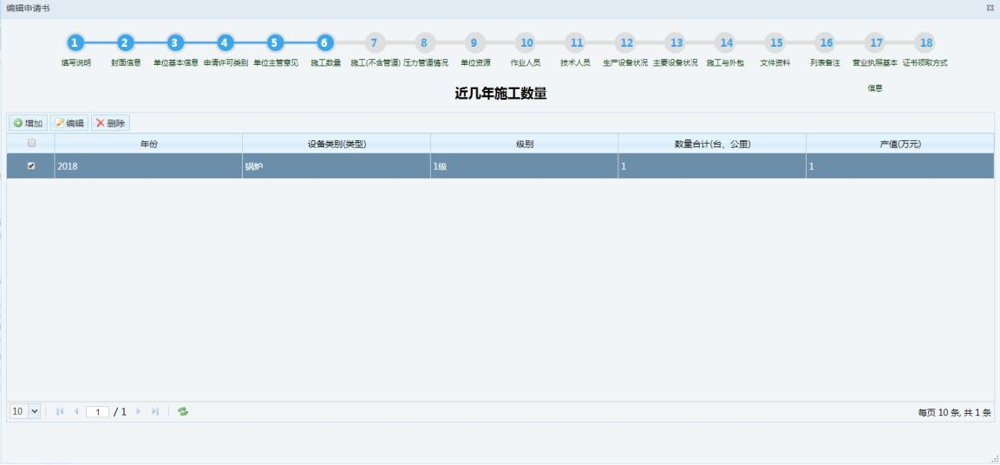 编辑申请书
1 2 3 4 5 6 7 8 9 10 11 12 13 14 15 16 17 18
填写说明 封面信息 单位基本信息 申请许可类别 单位主管意见 施工数量 施工(不含管道) 压力管道情况 单位资源 作业人员 技术人员 生产设备状况 主要设备状况 施工与外包 文件资料 列表备注 营业执照基本 证书领取方式
信息
近几年施工数量
增加 编辑 删除
年份 设备类别(类型) 级别 数量合计(台、公里) 产值(万元)
2018 锅炉 1级 1 1
10 1 / 1 每页 10 条, 共 1 条